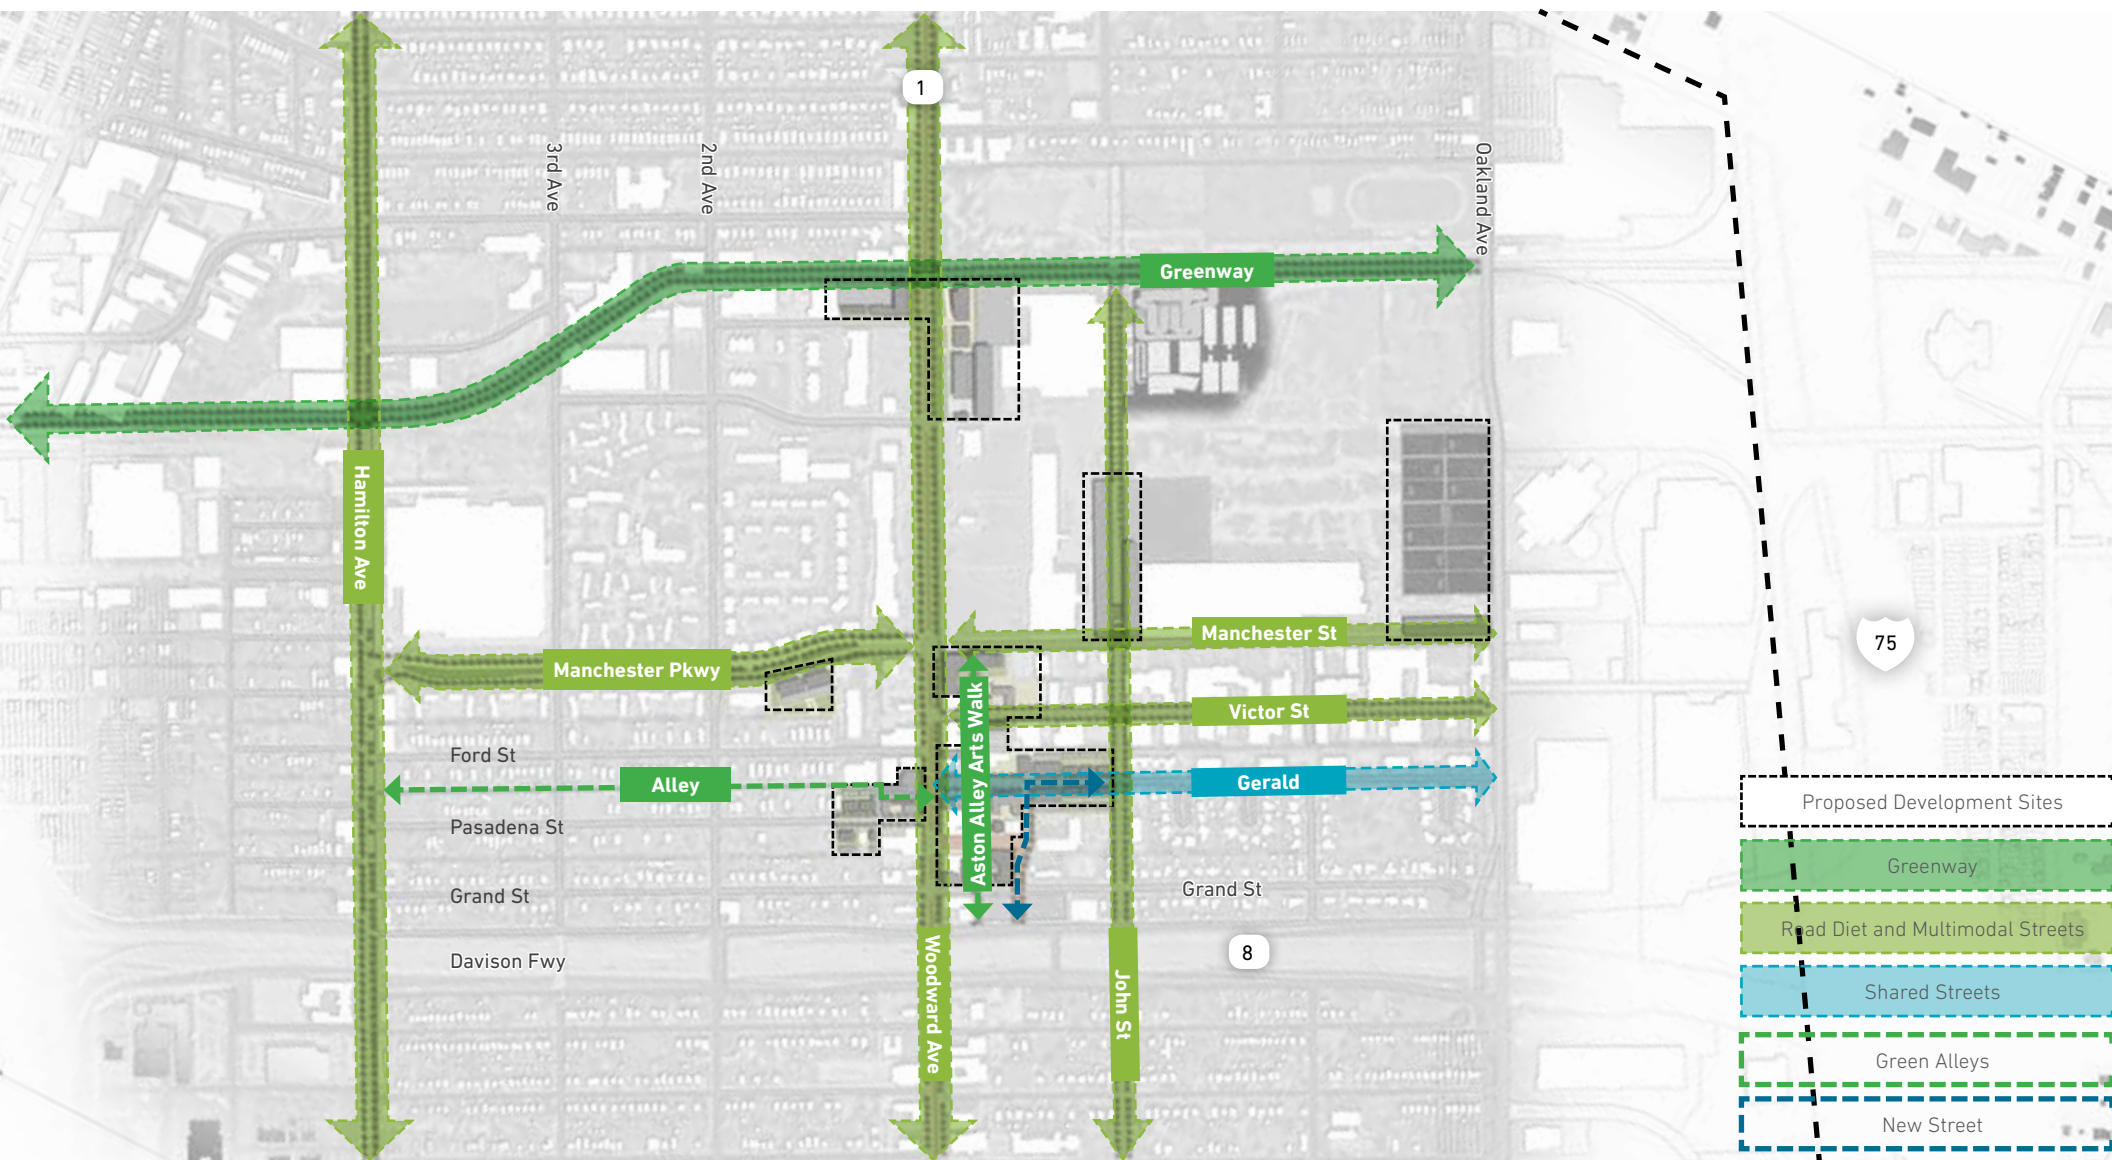 1
3rd Ave
2nd Ave
Oakland Ave
Greenway
Hamilton Ave
Manchester St
75
Manchester Pkwy
Aston Alley Arts Walk
Victor St
Ford St
Alley
Gerald
Proposed Development Sites
Pasadena St
Greenway
Grand St
Grand St
Road Diet and Multimodal Streets
Davison Fwy
8
Woodward Ave
John St
Shared Streets
Green Alleys
New Street